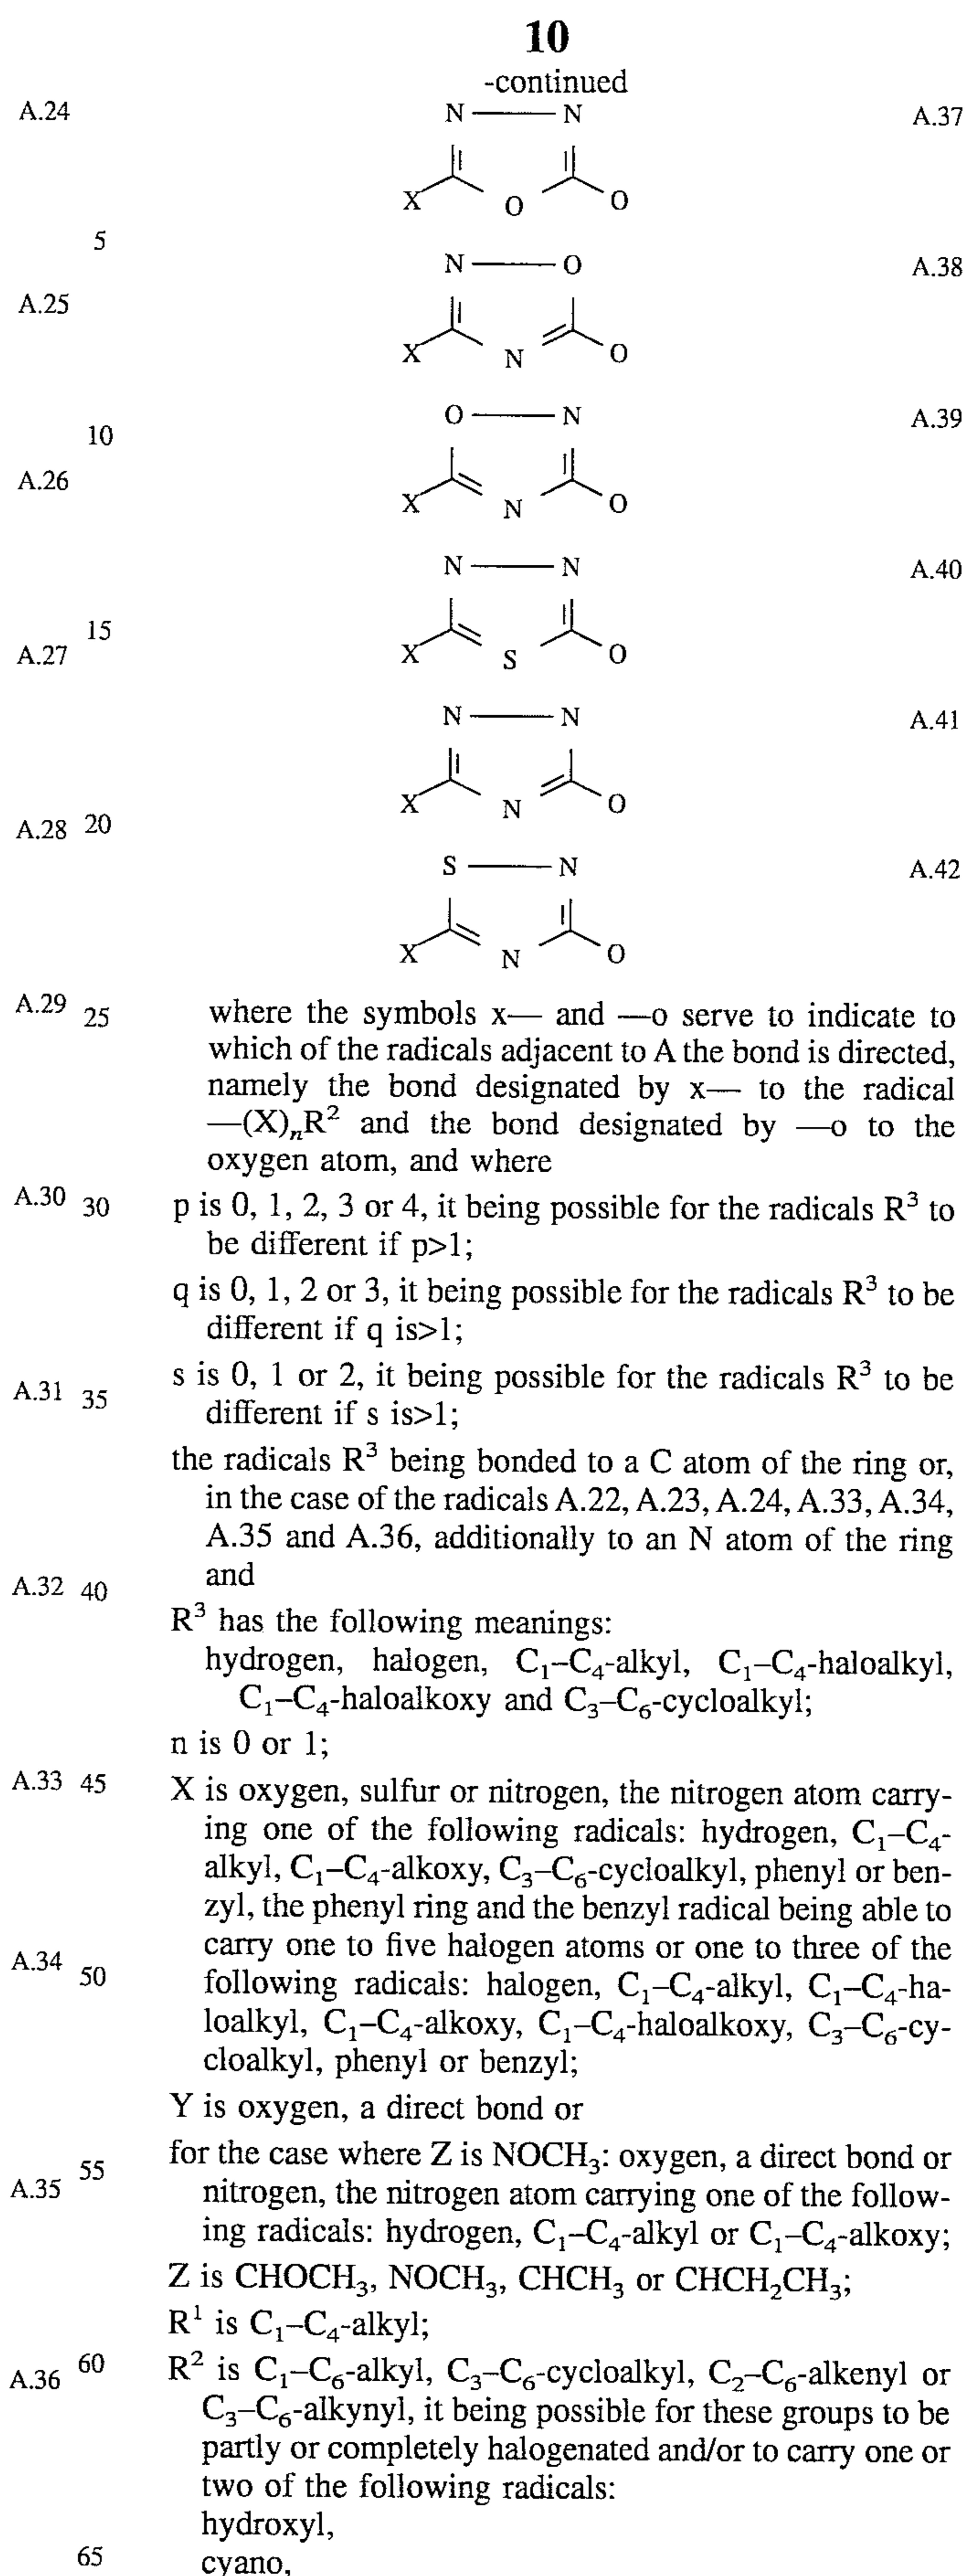 10
-continued
A.24
N N
A.37
X O O
5
N O
A.38
A.25
X N O
O N
A.39
10
A.26
X N O
N N
A.40
15
A.27
X S O
N N
A.41
X N O
A.28 20
S N
A.42
X N O
A.29 25 where the symbols x— and —o serve to indicate to
which of the radicals adjacent to A the bond is directed,
namely the bond designated by x— to the radical
—(X)ₙR² and the bond designated by —o to the
oxygen atom, and where
A.30 30 p is 0, 1, 2, 3 or 4, it being possible for the radicals R³ to
be different if p>1;
q is 0, 1, 2 or 3, it being possible for the radicals R³ to be
different if q is>1;
A.31 35 s is 0, 1 or 2, it being possible for the radicals R³ to be
different if s is>1;
the radicals R³ being bonded to a C atom of the ring or,
in the case of the radicals A.22, A.23, A.24, A.33, A.34,
A.35 and A.36, additionally to an N atom of the ring
A.32 40 and
R³ has the following meanings:
hydrogen, halogen, C₁–C₄-alkyl, C₁–C₄-haloalkyl,
C₁–C₄-haloalkoxy and C₃–C₆-cycloalkyl;
n is 0 or 1;
A.33 45 X is oxygen, sulfur or nitrogen, the nitrogen atom carry-
ing one of the following radicals: hydrogen, C₁–C₄-
alkyl, C₁–C₄-alkoxy, C₃–C₆-cycloalkyl, phenyl or ben-
zyl, the phenyl ring and the benzyl radical being able to
A.34 carry one to five halogen atoms or one to three of the
50 following radicals: halogen, C₁–C₄-alkyl, C₁–C₄-ha-
loalkyl, C₁–C₄-alkoxy, C₁–C₄-haloalkoxy, C₃–C₆-cy-
cloalkyl, phenyl or benzyl;
Y is oxygen, a direct bond or
55 for the case where Z is NOCH₃: oxygen, a direct bond or
A.35 nitrogen, the nitrogen atom carrying one of the follow-
ing radicals: hydrogen, C₁–C₄-alkyl or C₁–C₄-alkoxy;
Z is CHOCH₃, NOCH₃, CHCH₃ or CHCH₂CH₃;
R¹ is C₁–C₄-alkyl;
A.36 60 R² is C₁–C₆-alkyl, C₃–C₆-cycloalkyl, C₂–C₆-alkenyl or
C₃–C₆-alkynyl, it being possible for these groups to be
partly or completely halogenated and/or to carry one or
two of the following radicals:
hydroxyl,
65 cyano,